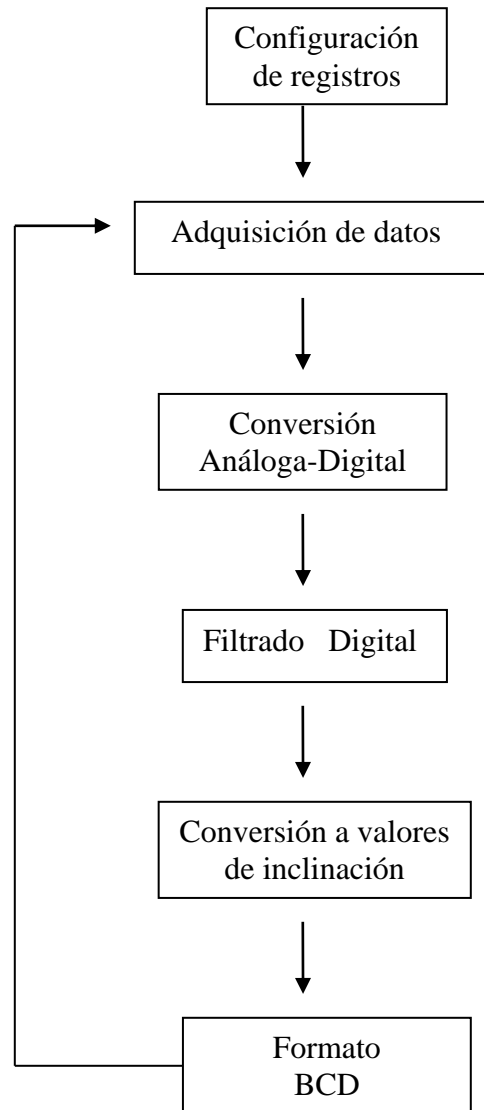 Configuración
de registros
Adquisición de datos
Conversión
Análoga-Digital
Filtrado Digital
Conversión a valores
de inclinación
Formato
BCD